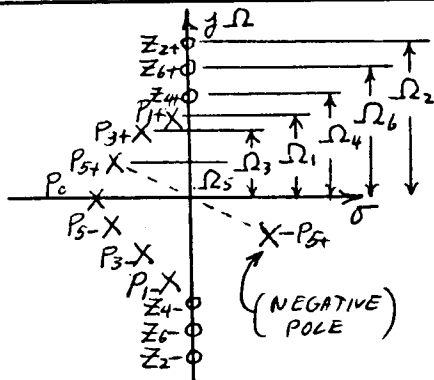 jΩ
Z2+
Z6+
Z4+
P1+
P3+
P5+
Pc
P5-
P3-
P1-
Z4-
Z6-
Z2-
Ω5
Ω3
Ω1
Ω4
Ω6
Ω2
σ
-P5+
(NEGATIVE
POLE)